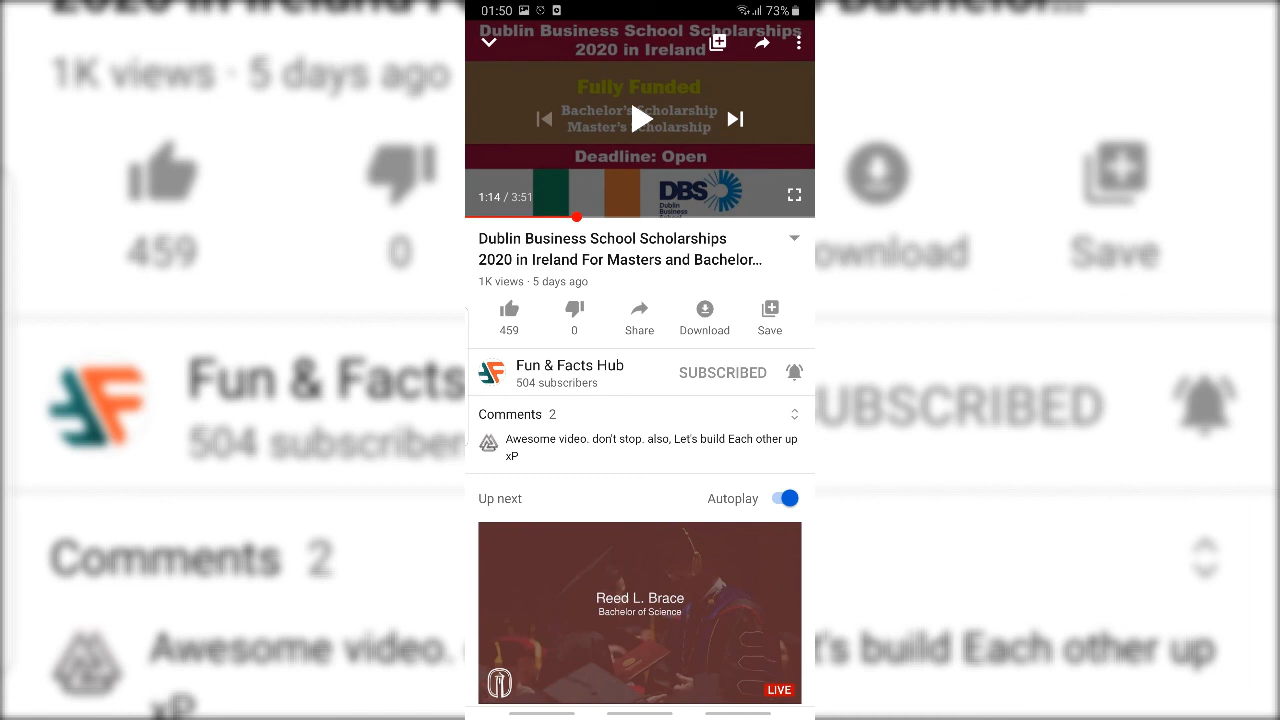 01:50
73%
Dublin Business School Scholarships
2020 in Ireland
Fully Funded
Bachelor's Scholarship
Master's Scholarship
Deadline: Open
1:14 / 3:51
DBS
Dublin
Business
School
Dublin Business School Scholarships
2020 in Ireland For Masters and Bachelor...
1K views · 5 days ago
459
0
Share
Download
Save
Fun & Facts Hub
504 subscribers
SUBSCRIBED
Comments 2
Awesome video. don't stop. also, Let's build Each other up
xP
Up next
Autoplay
Reed L. Brace
Bachelor of Science
LIVE